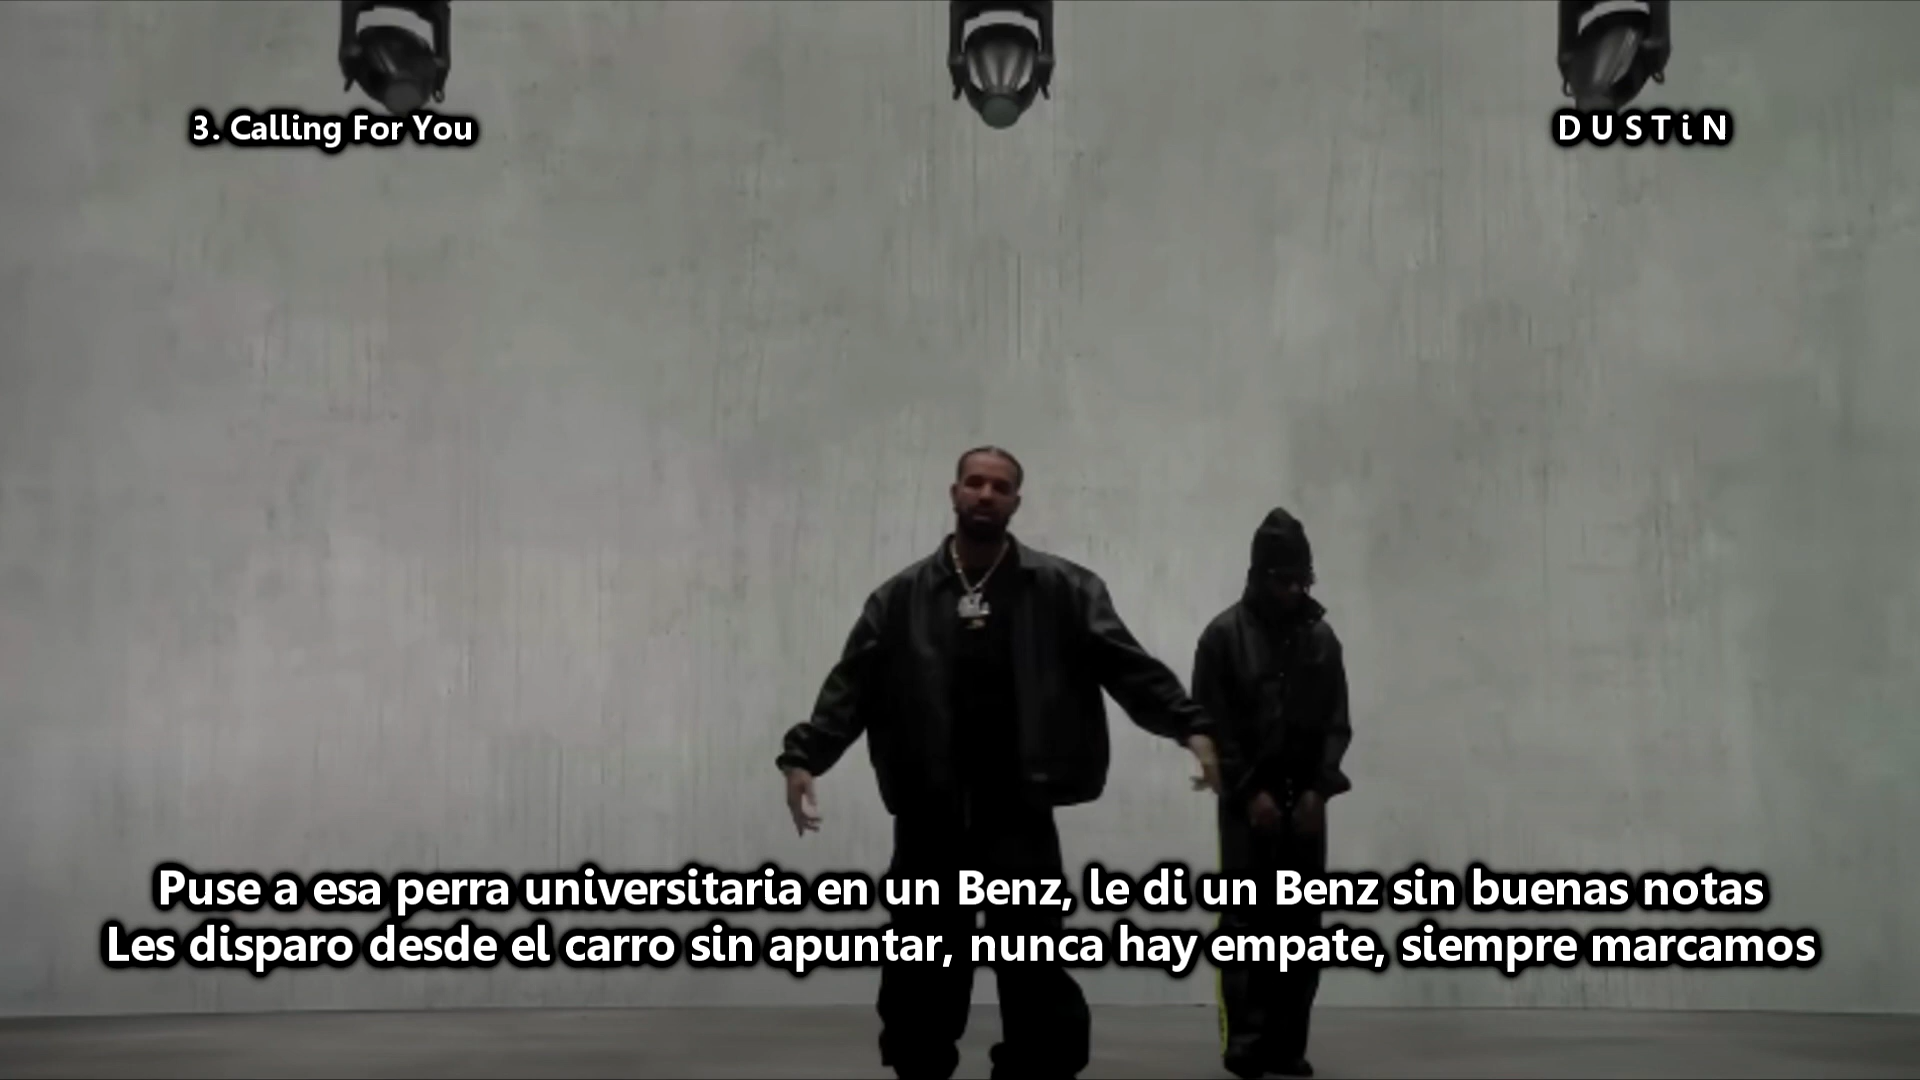 3. Calling For You
D U S T i N
Puse a esa perra universitaria en un Benz, le di un Benz sin buenas notas
Les disparo desde el carro sin apuntar, nunca hay empate, siempre marcamos